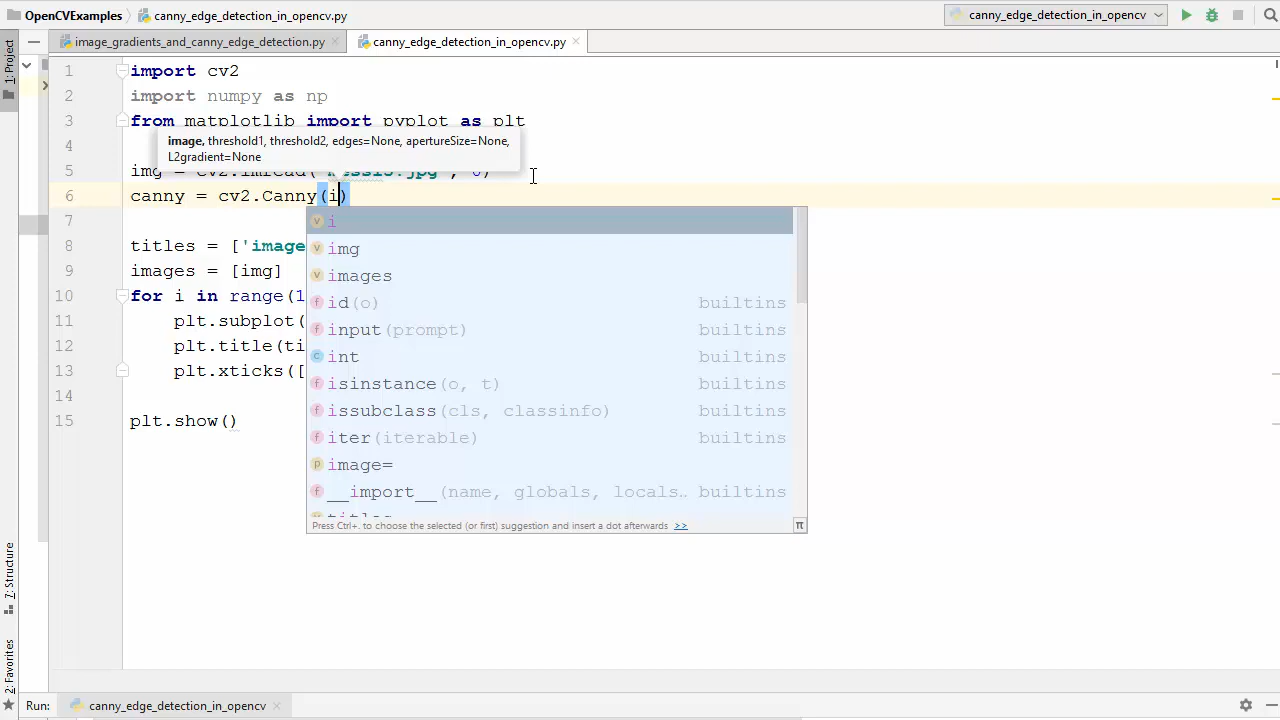 OpenCVExamples canny_edge_detection_in_opencv.py canny_edge_detection_in_opencv
image_gradients_and_canny_edge_detection.py canny_edge_detection_in_opencv.py
1: Project
1 import cv2
2 import numpy as np
3 from matplotlib import pyplot as plt
image, threshold1, threshold2, edges=None, apertureSize=None,
L2gradient=None
4
5 img = cv2.imread(
6 canny = cv2.Canny(i)
7
i
8 titles = ['image
img
9 images = [img]
images
10 for i in range(1
id(o) builtins
11 plt.subplot(
input(prompt) builtins
12 plt.title(ti
int builtins
13 plt.xticks([
isinstance(o, t) builtins
14
issubclass(cls, classinfo) builtins
15 plt.show()
iter(iterable) builtins
image=
__import__(name, globals, locals… builtins
titles
Press Ctrl+. to choose the selected (or first) suggestion and insert a dot afterwards >> π
7: Structure
2: Favorites
Run: canny_edge_detection_in_opencv